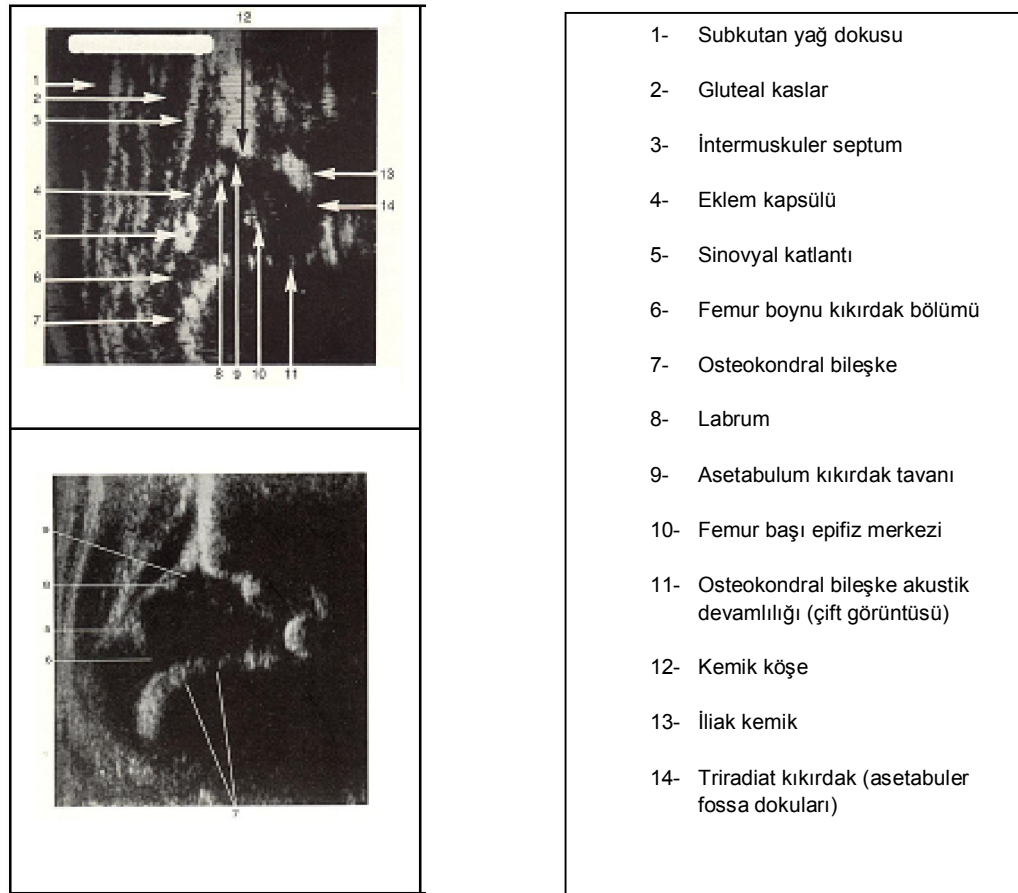 12
1
2
3
4
5
6
7
13
14
8 9 10 11
9
8
5
6
7
1- Subkutan yağ dokusu
2- Gluteal kaslar
3- İntermuskuler septum
4- Eklem kapsülü
5- Sinovyal katlantı
6- Femur boynu kıkırdak bölümü
7- Osteokondral bileşke
8- Labrum
9- Asetabulum kıkırdak tavanı
10- Femur başı epifiz merkezi
11- Osteokondral bileşke akustik
devamlılığı (çift görüntüsü)
12- Kemik köşe
13- İliak kemik
14- Triradiat kıkırdak (asetabuler
fossa dokuları)